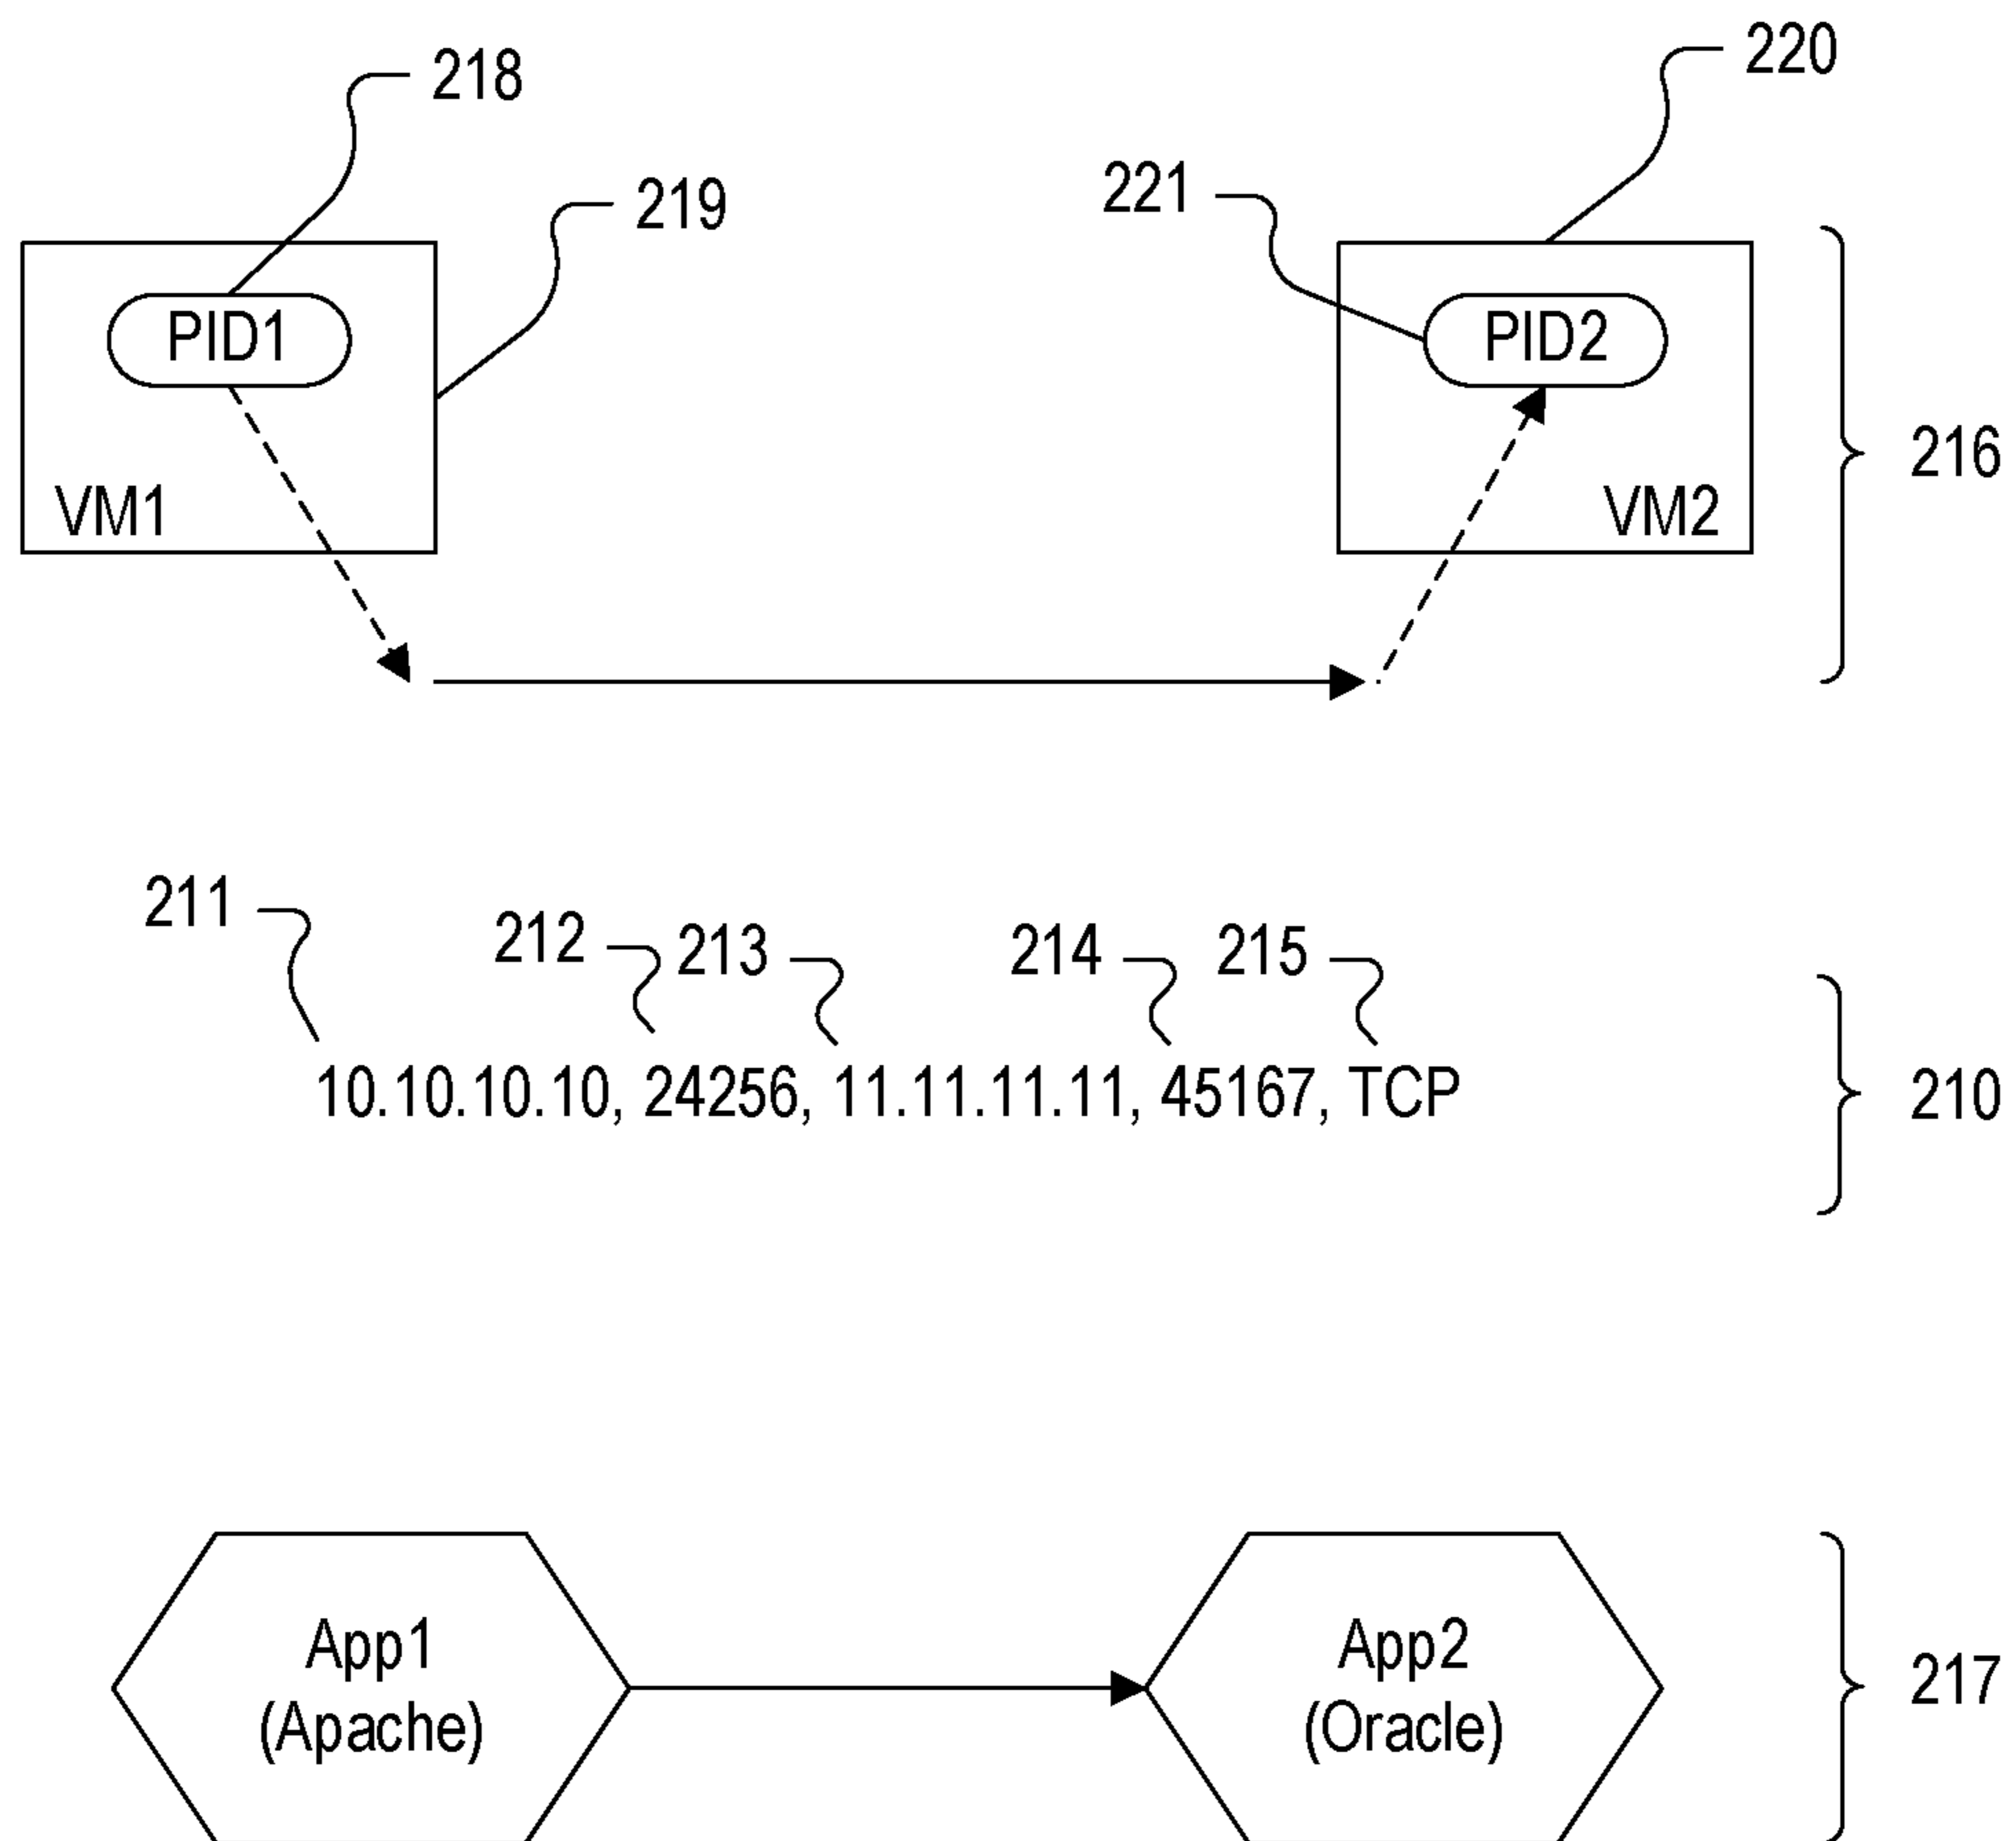 220
218
221
219
PID1
PID2
216
VM1
VM2
211
212
213
214
215
10.10.10.10, 24256, 11.11.11.11, 45167, TCP
210
App1
(Apache)
App2
(Oracle)
217